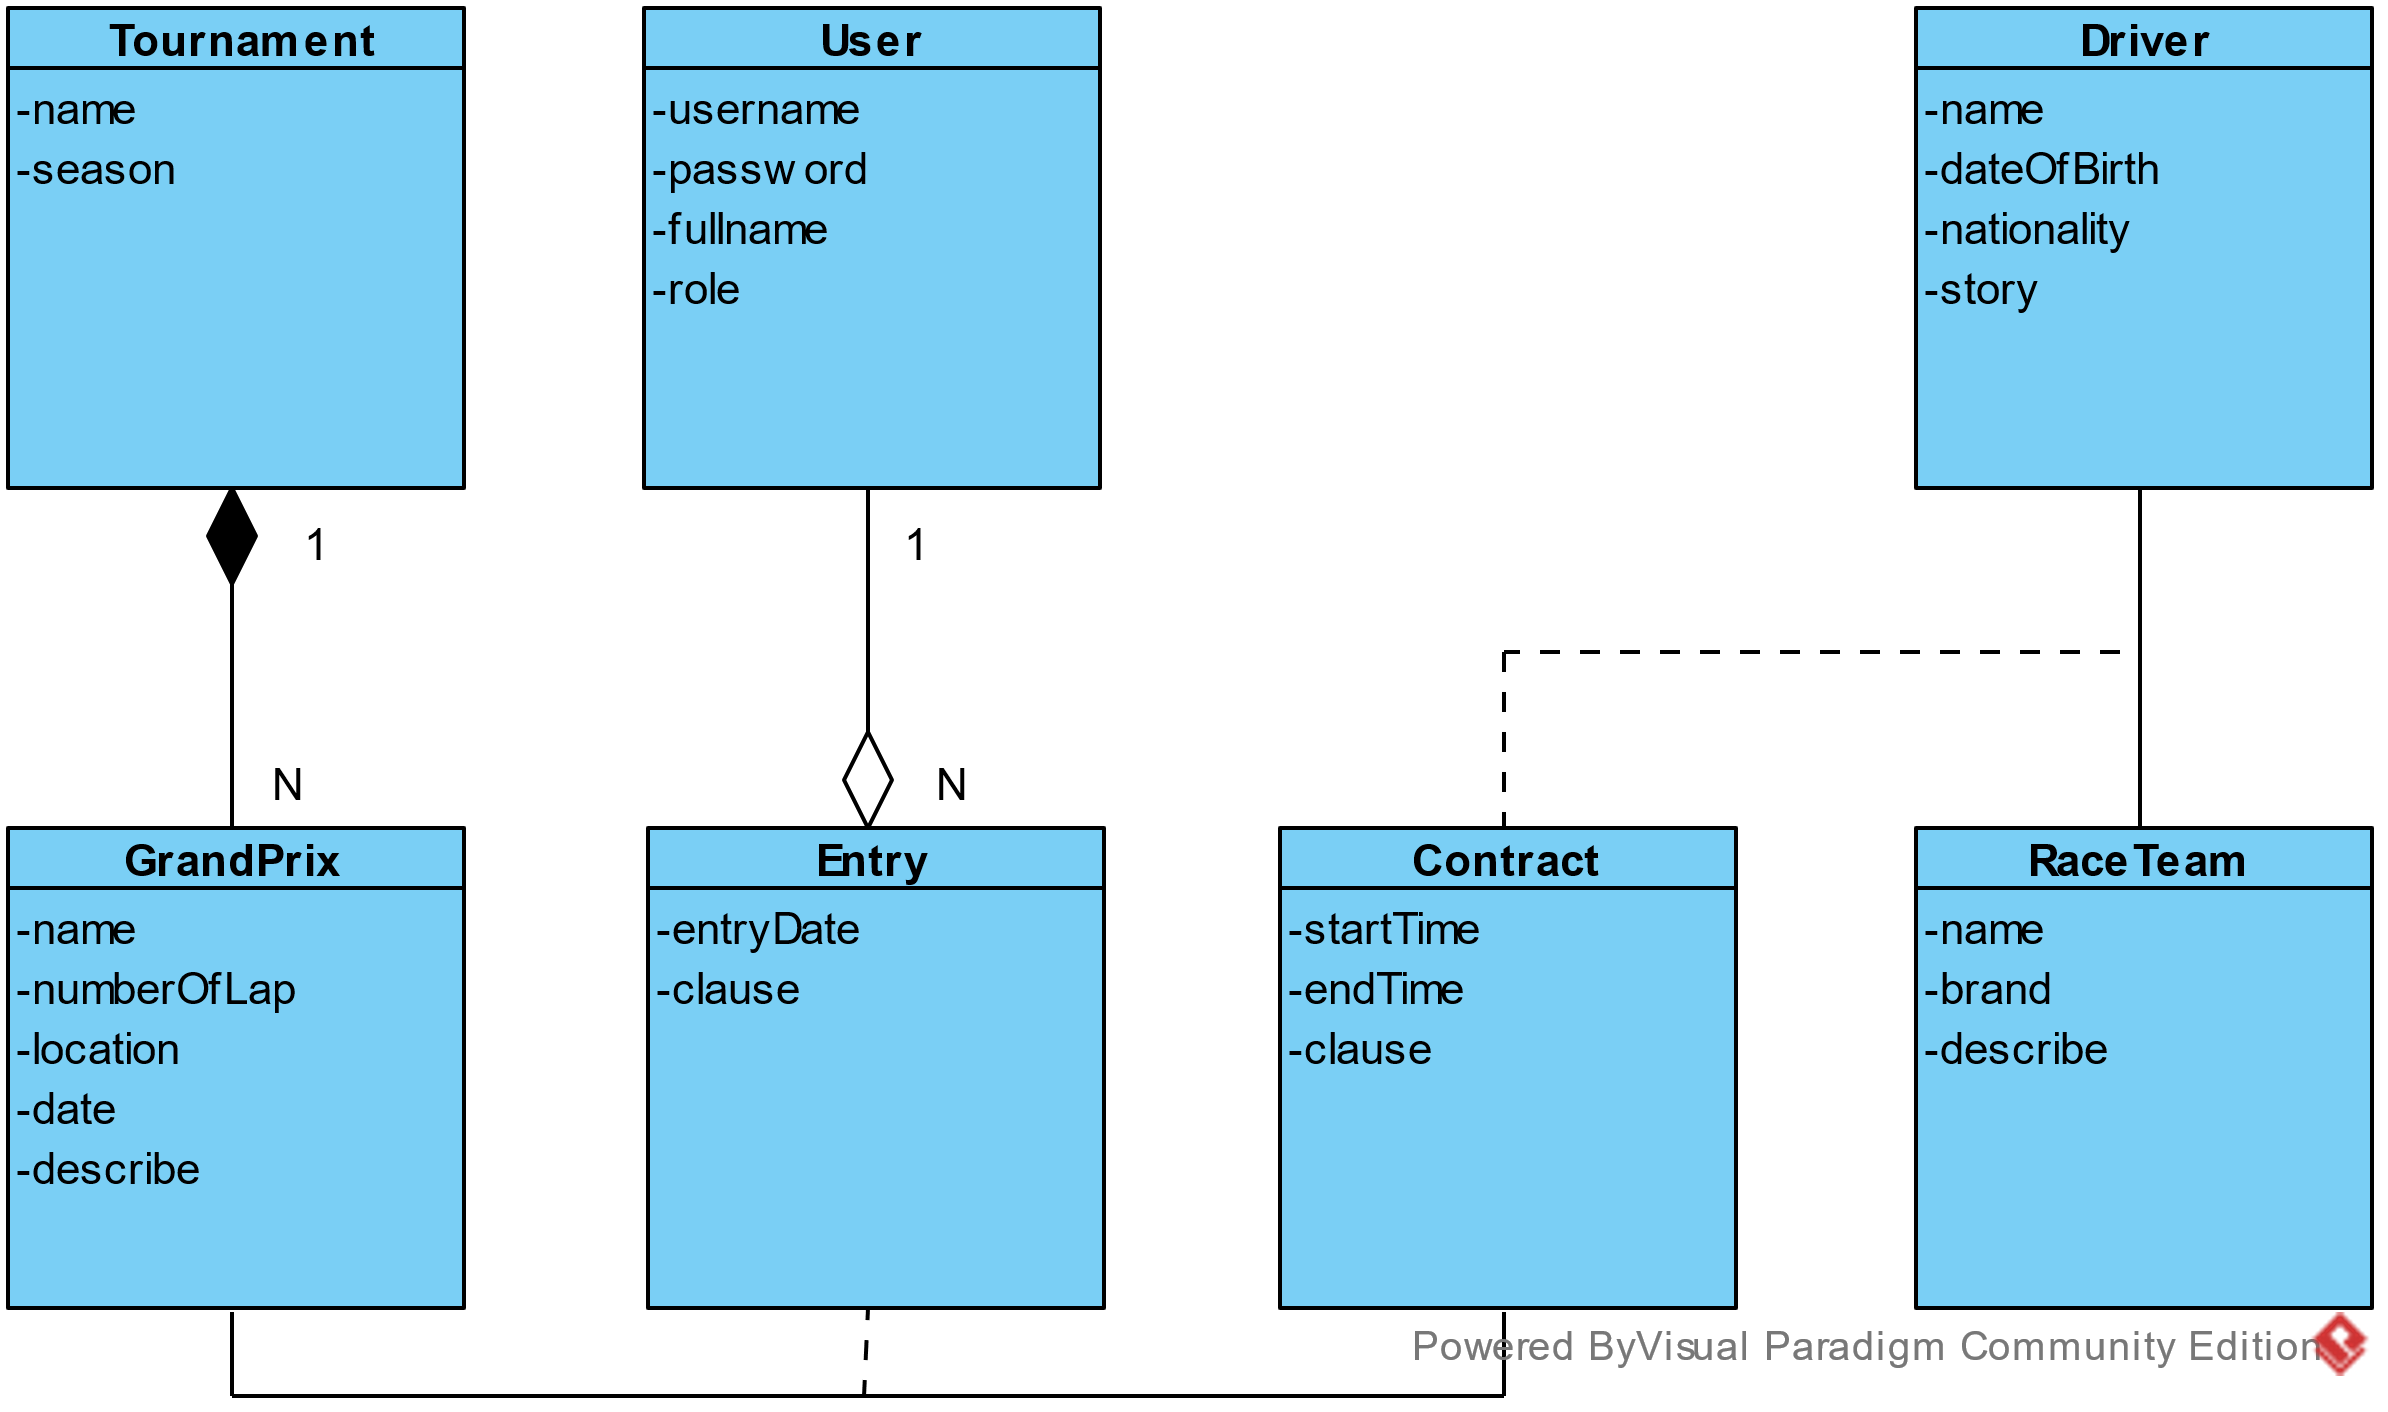 Tournament
-name
-season
User
-username
-password
-fullname
-role
Driver
-name
-dateOfBirth
-nationality
-story
1
1
N
N
GrandPrix
-name
-numberOfLap
-location
-date
-describe
Entry
-entryDate
-clause
Contract
-startTime
-endTime
-clause
RaceTeam
-name
-brand
-describe
Powered ByVisual Paradigm Community Edition